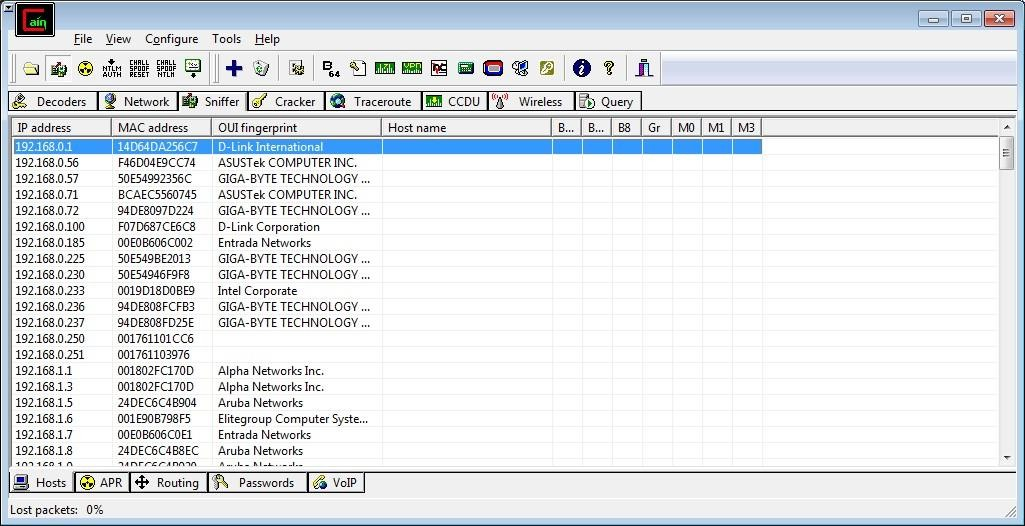 Cain
File View Configure Tools Help
NTLM AUTH CHALL SPOOF RESET CHALL SPOOF NTLM B 64
Decoders Network Sniffer Cracker Traceroute CCDU Wireless Query
IP address MAC address OUI fingerprint Host name B... B... B8 Gr M0 M1 M3
192.168.0.1 14D64DA256C7 D-Link International
192.168.0.56 F46D04E9CC74 ASUSTek COMPUTER INC.
192.168.0.57 50E54992356C GIGA-BYTE TECHNOLOGY ...
192.168.0.71 BCAEC5560745 ASUSTek COMPUTER INC.
192.168.0.72 94DE8097D224 GIGA-BYTE TECHNOLOGY ...
192.168.0.100 F07D687CE6C8 D-Link Corporation
192.168.0.185 00E0B606C002 Entrada Networks
192.168.0.225 50E549BE2013 GIGA-BYTE TECHNOLOGY ...
192.168.0.230 50E54946F9F8 GIGA-BYTE TECHNOLOGY ...
192.168.0.233 0019D18D0BE9 Intel Corporate
192.168.0.236 94DE808FCFB3 GIGA-BYTE TECHNOLOGY ...
192.168.0.237 94DE808FD25E GIGA-BYTE TECHNOLOGY ...
192.168.0.250 001761101CC6
192.168.0.251 001761103976
192.168.1.1 001802FC170D Alpha Networks Inc.
192.168.1.3 001802FC170D Alpha Networks Inc.
192.168.1.5 24DEC6C4B904 Aruba Networks
192.168.1.6 001E90B798F5 Elitegroup Computer Syste...
192.168.1.7 00E0B606C0E1 Entrada Networks
192.168.1.8 24DEC6C4B8EC Aruba Networks
Hosts APR Routing Passwords VoIP
Lost packets: 0%